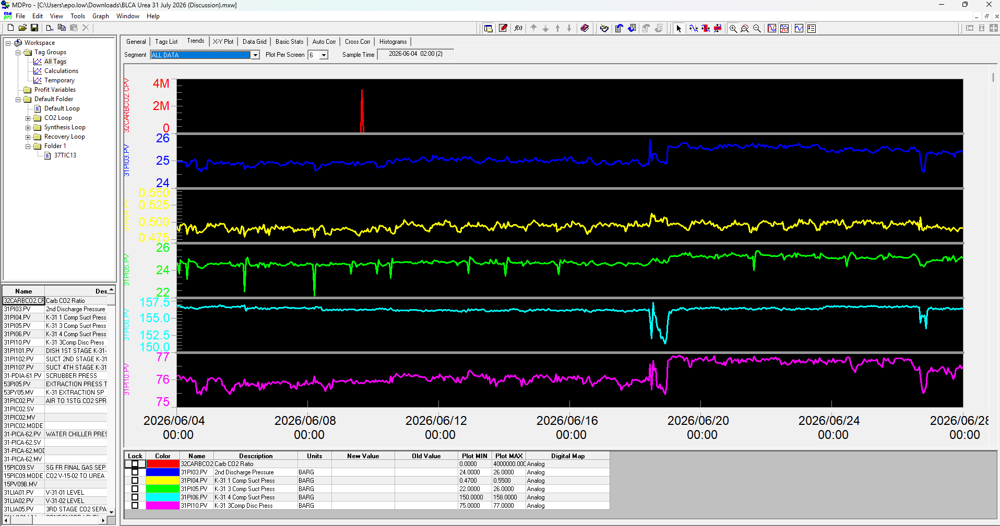 MDPro - [C:\Users\epo.low\Downloads\BLCA Urea 31 July 2026 (Discussion).mxw]
File Edit View Tools Graph Window Help
Workspace
Tag Groups
All Tags
Calculations
Temporary
Profit Variables
Default Folder
Default Loop
CO2 Loop
Synthesis Loop
Recovery Loop
Folder 1
37TIC13
General Tags List Trends X-Y Plot Data Grid Basic Stats Auto Corr Cross Corr Histograms
Segment ALL DATA Plot Per Screen 6 Sample Time 2026-06-04 02:00 (2)
32CARBCO2.CPV
4M
2M
0
31PI03.PV
26
25
24
31PI04.PV
0.550
0.525
0.500
0.475
31PI05.PV
26
24
22
31PI06.PV
157.5
155.0
152.5
150.0
31PI10.PV
77
76
75
2026/06/04 2026/06/08 2026/06/12 2026/06/16 2026/06/20 2026/06/24 2026/06/28
00:00 00:00 00:00 00:00 00:00 00:00 00:00
Name Des
32CARBCO2.CP Carb CO2 Ratio
31PI03.PV 2nd Discharge Pressure
31PI04.PV K-31 1 Comp Suct Press
31PI05.PV K-31 3 Comp Suct Press
31PI06.PV K-31 4 Comp Suct Press
31PI10.PV K-31 3Comp Disc Press
31PI101.PV DISH 1ST STAGE K-31-
31PI102.PV SUCT 2ND STAGE K-31
31PI107.PV SUCT 4TH STAGE K-31
31-PDIA-61.PV SCRUBBER PRESS
53PI05.PV EXTRACTION PRESS T
53PY05.MV K-31 EXTRACTION SP
31PIC02.PV AIR TO 1STG CO2 SPR
31PIC02.SV
31PIC02.MV
31PIC02.MODE
31-PICA-62.PV WATER CHILLER PRES
31-PICA-62.SV
31-PICA-62.MOD
31-PICA-62.MV
15PIC09.SV SG FR FINAL GAS SEP
15PIC09.MODE CO2 V-15-02 TO UREA
15PV09B.MV
31LIA01.PV V-31-01 LEVEL
31LIA02.PV V-31-02 LEVEL
31LIA05.PV 3RD STAGE CO2 SEPA
Lock Color Name Description Units New Value Old Value Plot MIN Plot MAX Digital Map
32CARBCO2 Carb CO2 Ratio 0.0000 4000000.000 Analog
31PI03.PV 2nd Discharge Pressure BARG 24.0000 26.0000 Analog
31PI04.PV K-31 1 Comp Suct Press BARG 0.4700 0.5500 Analog
31PI05.PV K-31 3 Comp Suct Press BARG 22.0000 26.0000 Analog
31PI06.PV K-31 4 Comp Suct Press BARG 150.0000 158.0000 Analog
31PI10.PV K-31 3Comp Disc Press BARG 75.0000 77.0000 Analog